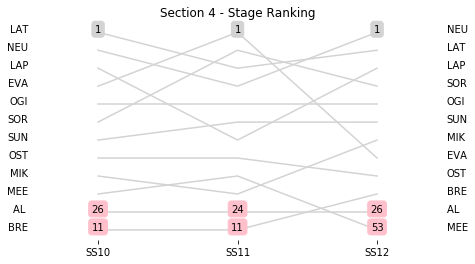 Section 4 - Stage Ranking
LAT 1 1 1 NEU
NEU LAT
LAP LAP
EVA SOR
OGI OGI
SOR SUN
SUN MIK
OST EVA
MIK OST
MEE BRE
AL 26 24 26 AL
BRE 11 11 53 MEE
SS10 SS11 SS12